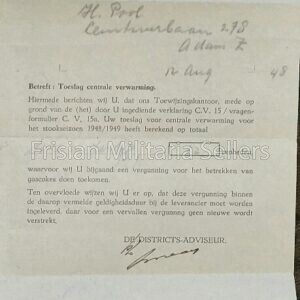 H. Pool
Ceintuurbaan 278
Adam Z
12 Aug 48
Betreft: Toeslag centrale verwarming.
Hiermede berichten wij U, dat ons Toewijzingskantoor, mede op
grond van de (het) door U ingediende verklaring C.V. 15 / vragen-
formulier C.V. 15a, Uw toeslag voor centrale verwarming voor
het stookseizoen 1948/1949 heeft berekend op totaal
Frisian Militaria Sellers
waarvoor wij U bijgaand een vergunning voor het betrekken van
gascokes doen toekomen.
Ten overvloede wijzen wij U er op, dat deze vergunning binnen
de daarop vermelde geldigheidsduur bij de leverancier moet worden
ingeleverd, daar voor een vervallen vergunning geen nieuwe wordt
verstrekt.
DE DISTRICTS-ADVISEUR,